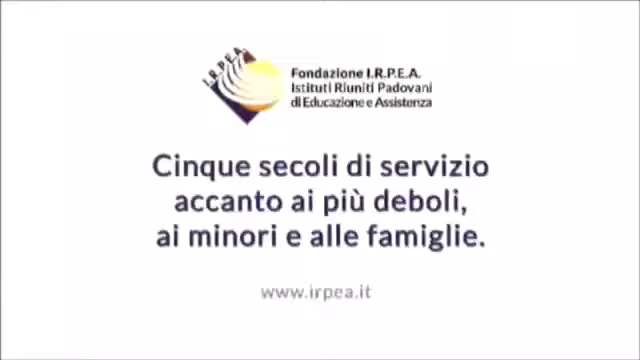 I.R.P.E.A.
Fondazione I.R.P.E.A.
Istituti Riuniti Padovani
di Educazione e Assistenza
Cinque secoli di servizio
accanto ai più deboli,
ai minori e alle famiglie.
www.irpea.it